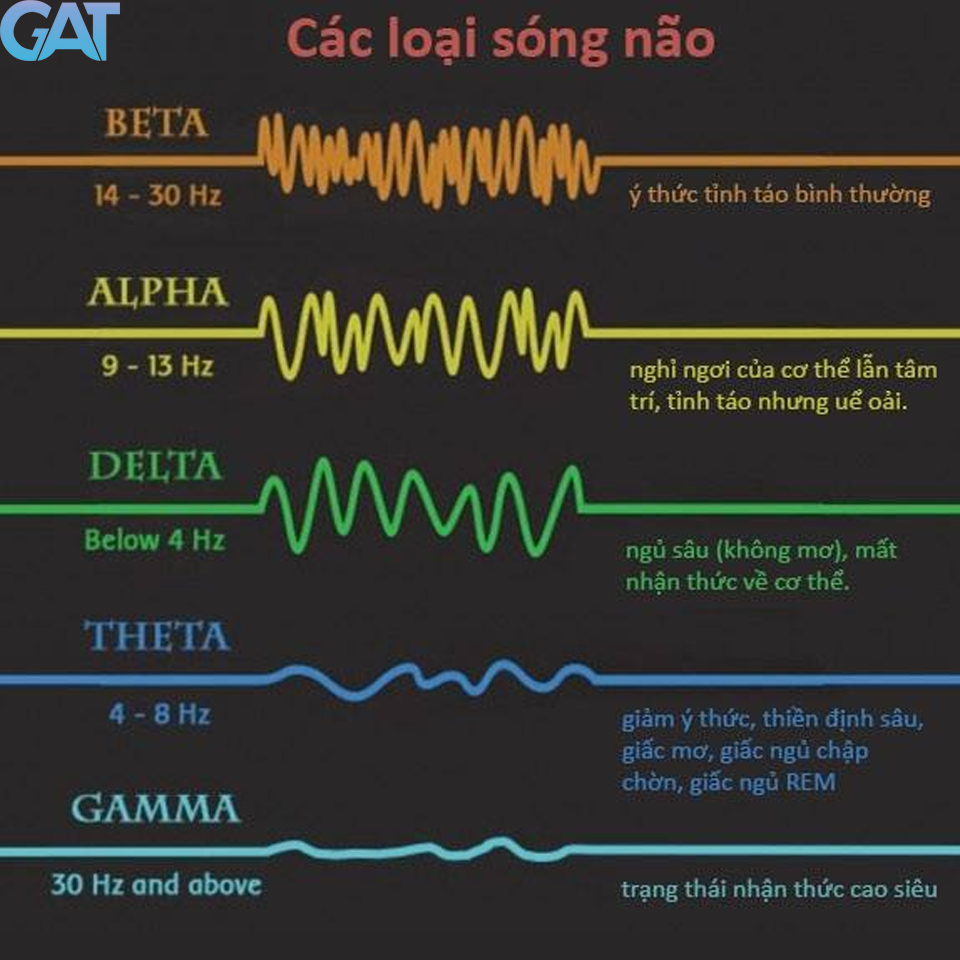 GAT
Các loại sóng não
BETA
14 - 30 Hz
ý thức tỉnh táo bình thường
ALPHA
9 - 13 Hz
nghỉ ngơi của cơ thể lẫn tâm
trí, tỉnh táo nhưng uể oải.
DELTA
Below 4 Hz
ngủ sâu (không mơ), mất
nhận thức về cơ thể.
THETA
4 - 8 Hz
giảm ý thức, thiền định sâu,
giấc mơ, giấc ngủ chập
chờn, giấc ngủ REM
GAMMA
30 Hz and above
trạng thái nhận thức cao siêu